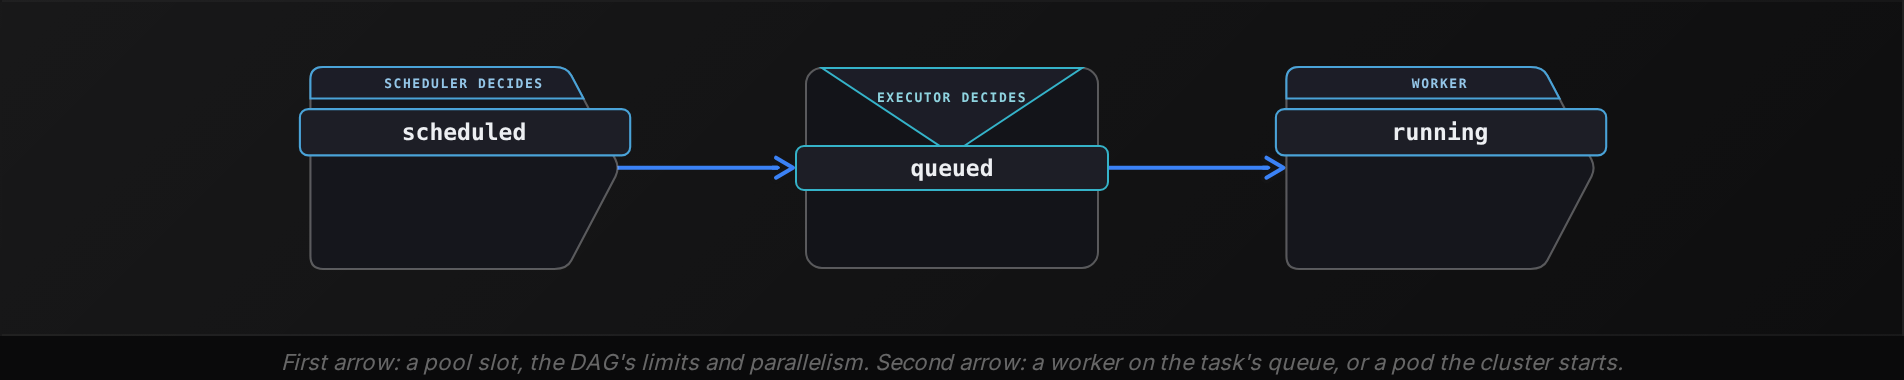 SCHEDULER DECIDES
scheduled
EXECUTOR DECIDES
queued
WORKER
running
First arrow: a pool slot, the DAG's limits and parallelism. Second arrow: a worker on the task's queue, or a pod the cluster starts.